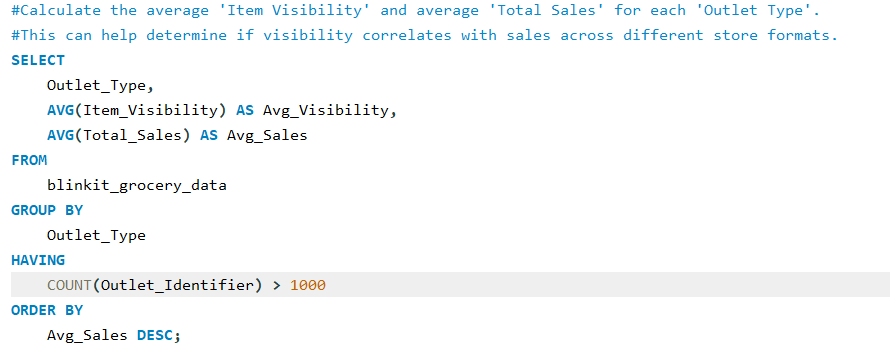 #Calculate the average 'Item Visibility' and average 'Total Sales' for each 'Outlet Type'.
#This can help determine if visibility correlates with sales across different store formats.
SELECT
    Outlet_Type,
    AVG(Item_Visibility) AS Avg_Visibility,
    AVG(Total_Sales) AS Avg_Sales
FROM
    blinkit_grocery_data
GROUP BY
    Outlet_Type
HAVING
    COUNT(Outlet_Identifier) > 1000
ORDER BY
    Avg_Sales DESC;